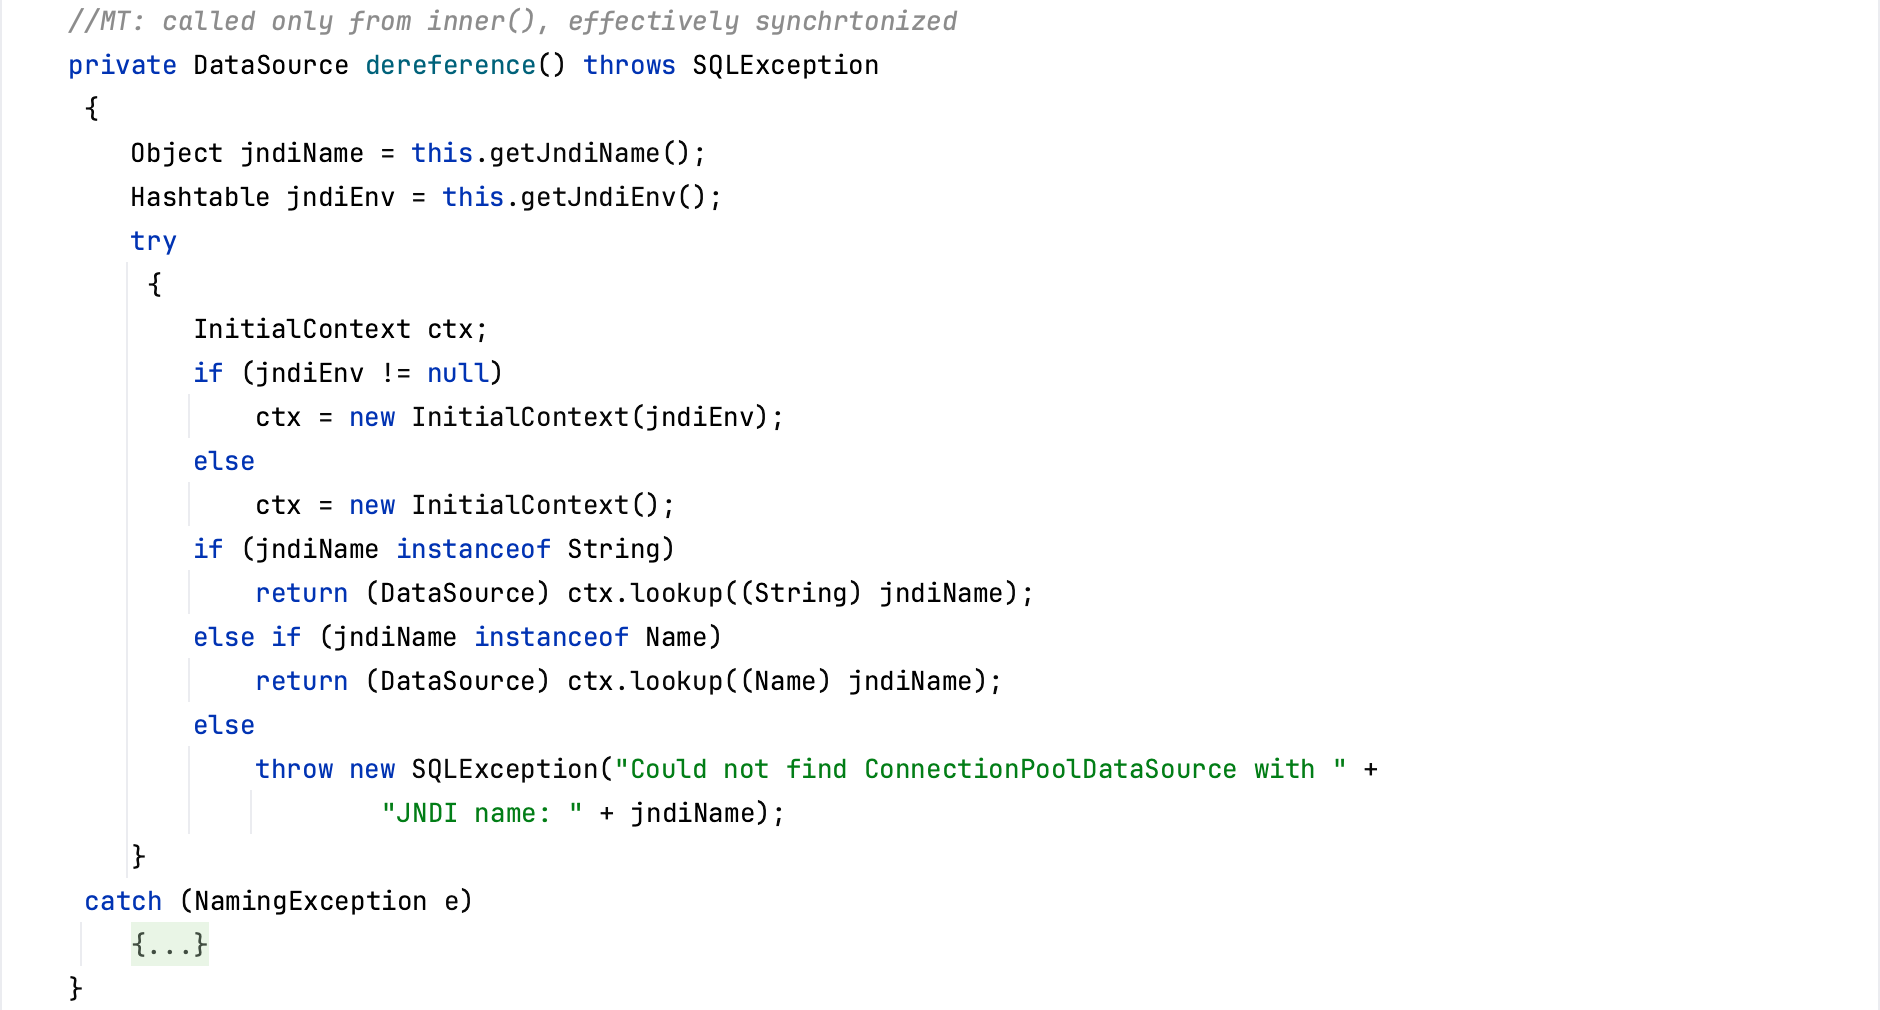 //MT: called only from inner(), effectively synchrtonized
private DataSource dereference() throws SQLException
{
Object jndiName = this.getJndiName();
Hashtable jndiEnv = this.getJndiEnv();
try
{
InitialContext ctx;
if (jndiEnv != null)
ctx = new InitialContext(jndiEnv);
else
ctx = new InitialContext();
if (jndiName instanceof String)
return (DataSource) ctx.lookup((String) jndiName);
else if (jndiName instanceof Name)
return (DataSource) ctx.lookup((Name) jndiName);
else
throw new SQLException("Could not find ConnectionPoolDataSource with " +
"JNDI name: " + jndiName);
}
catch (NamingException e)
{...}
}